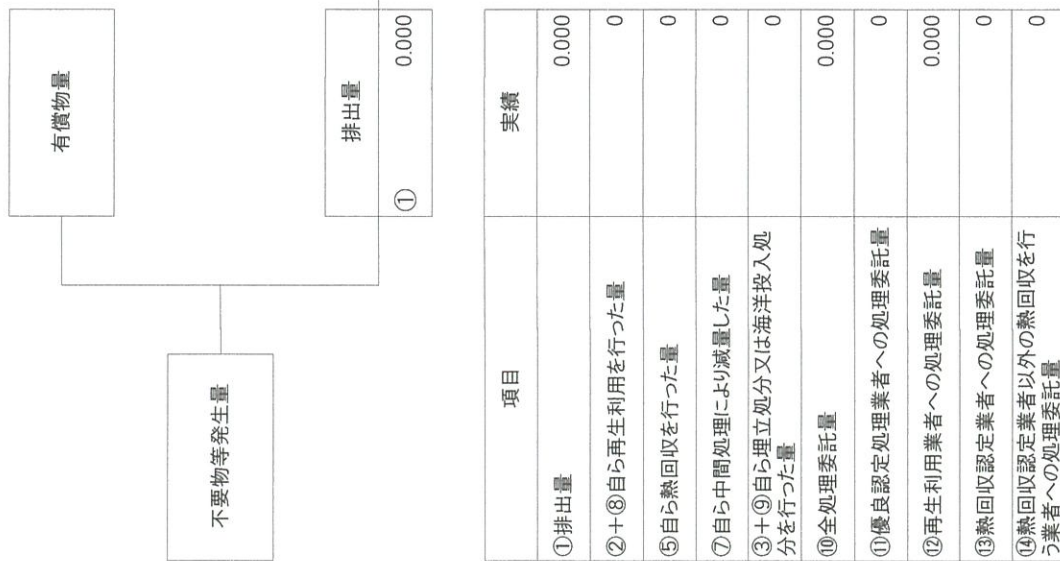 有償物量
不要物等発生量
排出量
① 0.000
項目 実績
①排出量 0.000
②+⑧自ら再生利用を行った量 0
⑤自ら熱回収を行った量 0
⑦自ら中間処理により減量した量 0
③+⑨自ら埋立処分又は海洋投入処
分を行った量 0
⑩全処理委託量 0.000
⑪優良認定処理業者への処理委託量 0
⑫再生利用業者への処理委託量 0.000
⑬熱回収認定業者への処理委託量 0
⑭熱回収認定業者以外の熱回収を行
う業者への処理委託量 0